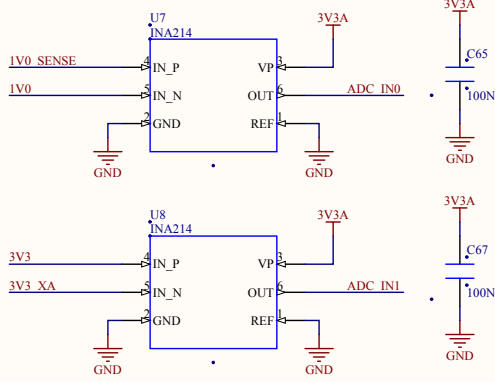 3V3A
U7
INA214
C65
1V0_SENSE 4 IN_P VP 3
1V0 5 IN_N OUT 6 ADC_IN0 100N
2 GND REF 1
GND GND GND
3V3A
U8
INA214
3V3A
C67
3V3 4 IN_P VP 3
3V3_XA 5 IN_N OUT 6 ADC_IN1 100N
2 GND REF 1
GND GND GND
3V3A